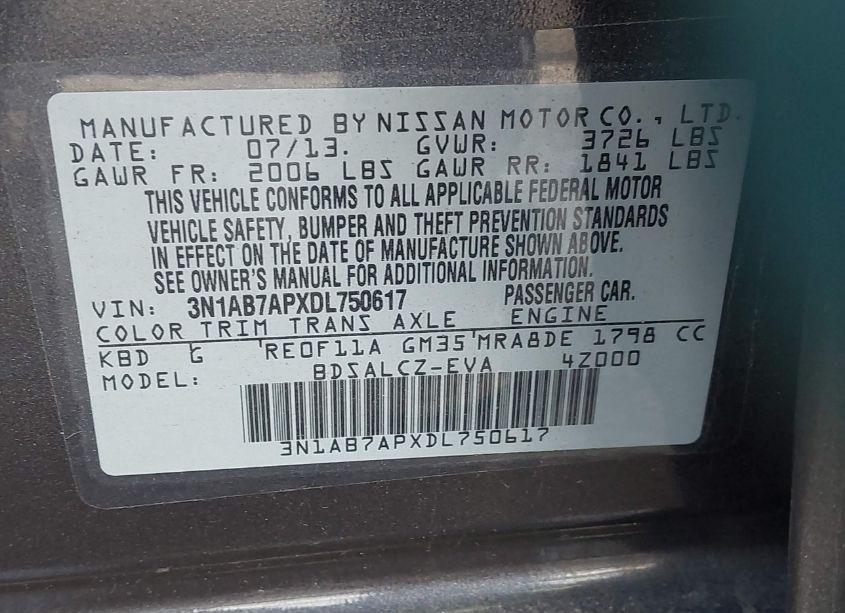 MANUFACTURED BY NISSAN MOTOR CO., LTD.
DATE: 07/13. GVWR: 3726 LBS
GAWR FR: 2006 LBS GAWR RR: 1841 LBS
THIS VEHICLE CONFORMS TO ALL APPLICABLE FEDERAL MOTOR
VEHICLE SAFETY, BUMPER AND THEFT PREVENTION STANDARDS
IN EFFECT ON THE DATE OF MANUFACTURE SHOWN ABOVE.
SEE OWNER'S MANUAL FOR ADDITIONAL INFORMATION.
VIN: 3N1AB7APXDL750617 PASSENGER CAR.
COLOR TRIM TRANS AXLE ENGINE
KBD G RE0F11A GM35 MRA8DE 1798 CC
MODEL: BDSALCZ-EVA 4Z000
3N1AB7APXDL750617